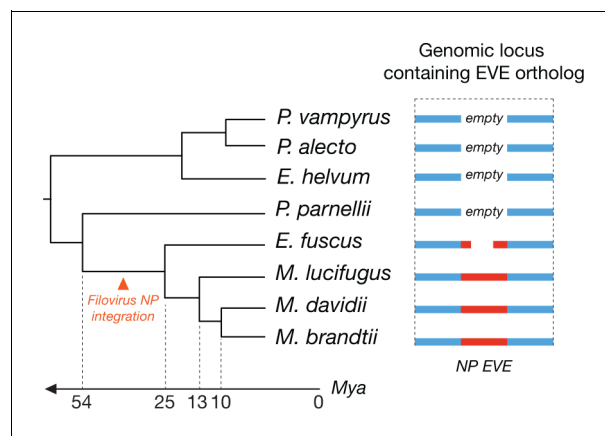 Genomic locus
containing EVE ortholog
P. vampyrus empty
P. alecto empty
E. helvum empty
P. parnellii empty
E. fuscus
M. lucifugus
M. davidii
M. brandtii
Filovirus NP
integration
NP EVE
Mya
54 25 13 10 0